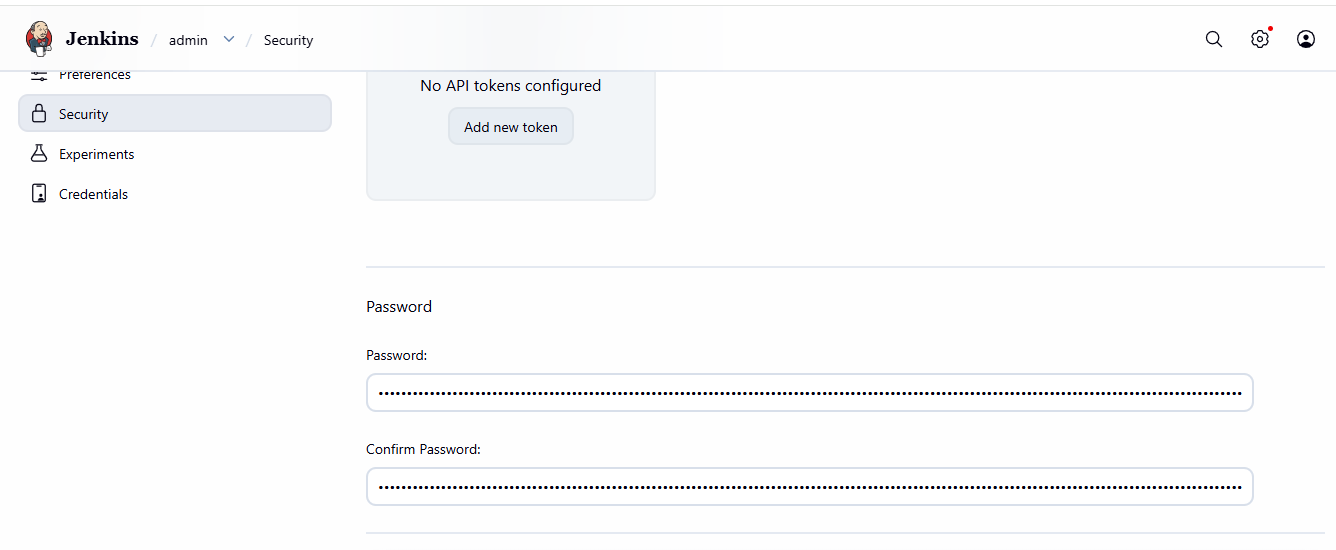 Jenkins / admin / Security
Preferences
Security
Experiments
Credentials
No API tokens configured
Add new token
Password
Password:
Confirm Password: